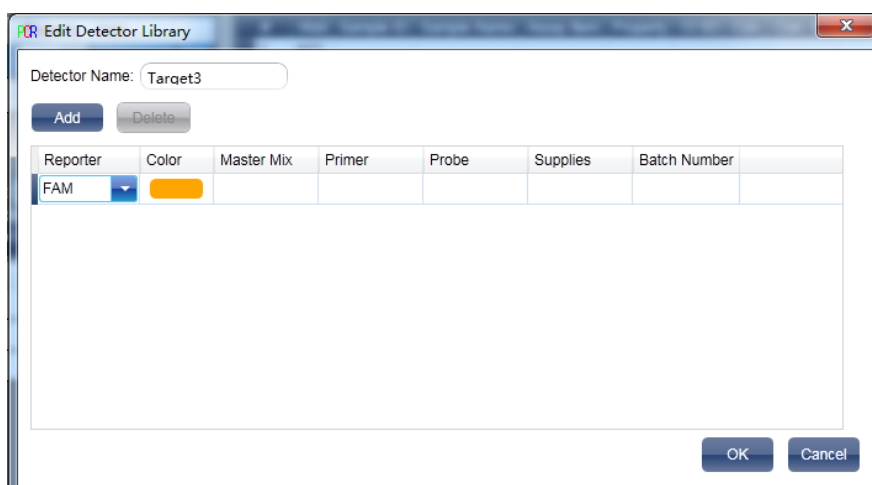 PCR Edit Detector Library
Detector Name: Target3
Add Delete
Reporter Color Master Mix Primer Probe Supplies Batch Number
FAM
OK Cancel